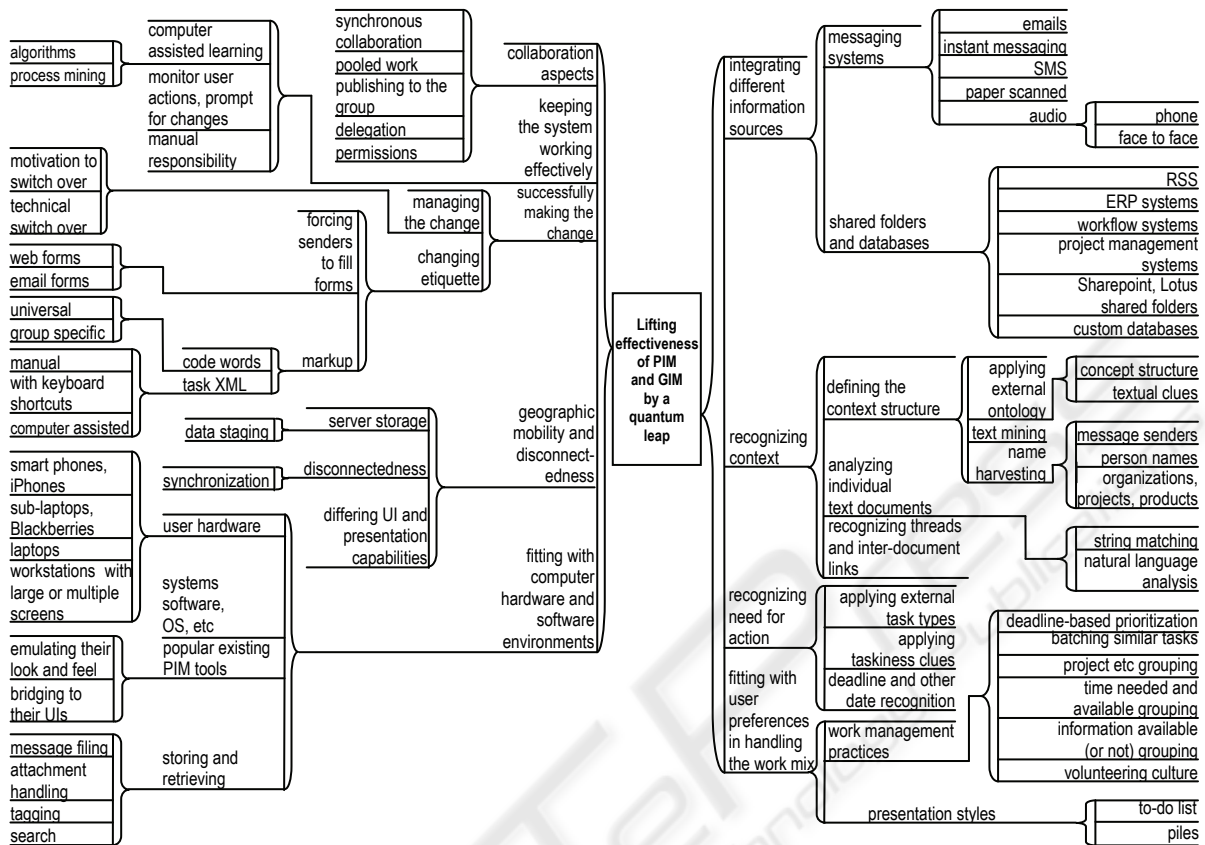 algorithms
process mining
computer
assisted learning
monitor user
actions, prompt
for changes
manual
responsibility
synchronous
collaboration
pooled work
publishing to the
group
delegation
permissions
collaboration
aspects
keeping
the system
working
effectively
successfully
making the
change
motivation to
switch over
technical
switch over
managing
the change
changing
etiquette
forcing
senders
to fill
forms
markup
web forms
email forms
universal
group specific
code words
task XML
manual
with keyboard
shortcuts
computer assisted
geographic
mobility and
disconnect-
edness
server storage
disconnectedness
differing UI and
presentation
capabilities
data staging
synchronization
fitting with
computer
hardware and
software
environments
user hardware
systems
software,
OS, etc
popular existing
PIM tools
storing and
retrieving
smart phones,
iPhones
sub-laptops,
Blackberries
laptops
workstations with
large or multiple
screens
emulating their
look and feel
bridging to
their UIs
message filing
attachment
handling
tagging
search
Lifting
effectiveness
of PIM
and GIM
by a
quantum
leap
integrating
different
information
sources
messaging
systems
emails
instant messaging
SMS
paper scanned
audio
phone
face to face
shared folders
and databases
RSS
ERP systems
workflow systems
project management
systems
Sharepoint, Lotus
shared folders
custom databases
recognizing
context
defining the
context structure
applying
external
ontology
text mining
name
harvesting
concept structure
textual clues
message senders
person names
organizations,
projects, products
analyzing
individual
text documents
recognizing threads
and inter-document
links
string matching
natural language
analysis
recognizing
need for
action
applying external
task types
applying
taskiness clues
deadline and other
date recognition
fitting with
user
preferences
in handling
the work mix
work management
practices
deadline-based prioritization
batching similar tasks
project etc grouping
time needed and
available grouping
information available
(or not) grouping
volunteering culture
presentation styles
to-do list
piles